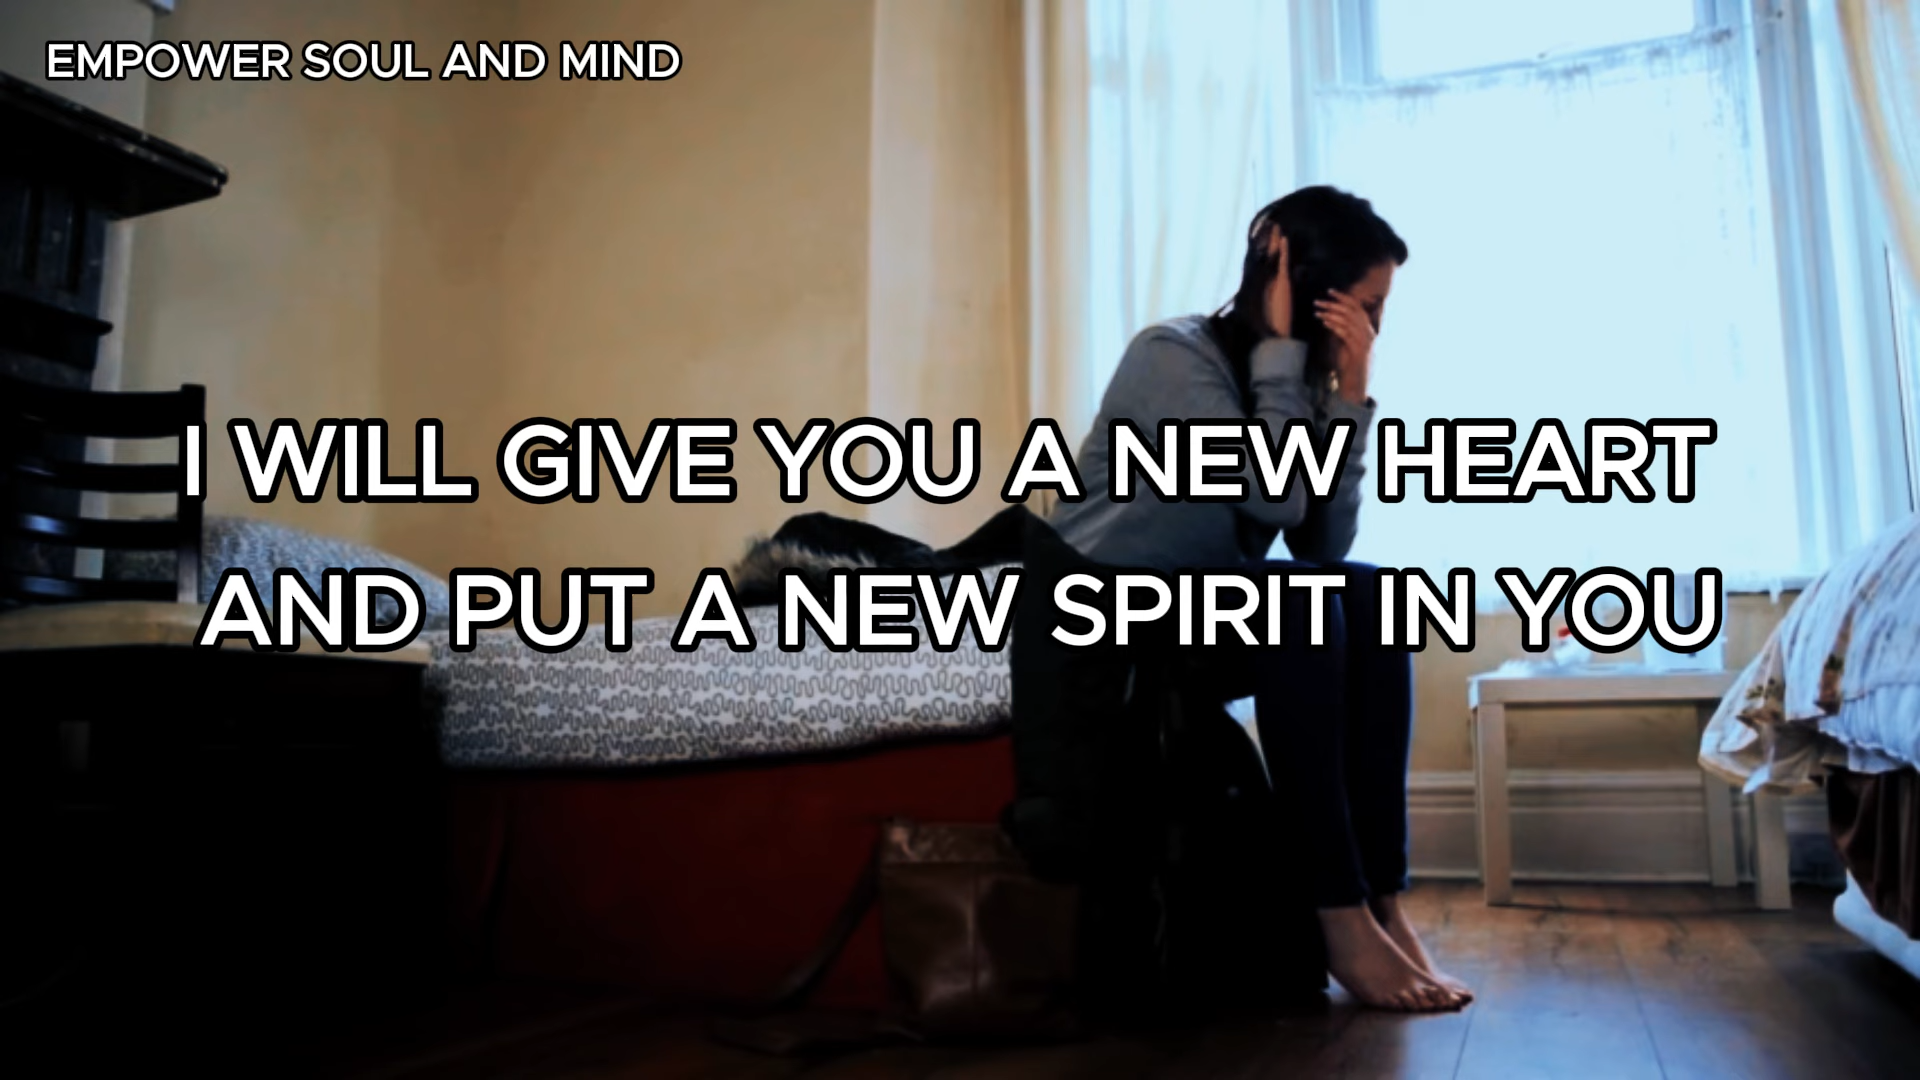 EMPOWER SOUL AND MIND
I WILL GIVE YOU A NEW HEART
AND PUT A NEW SPIRIT IN YOU